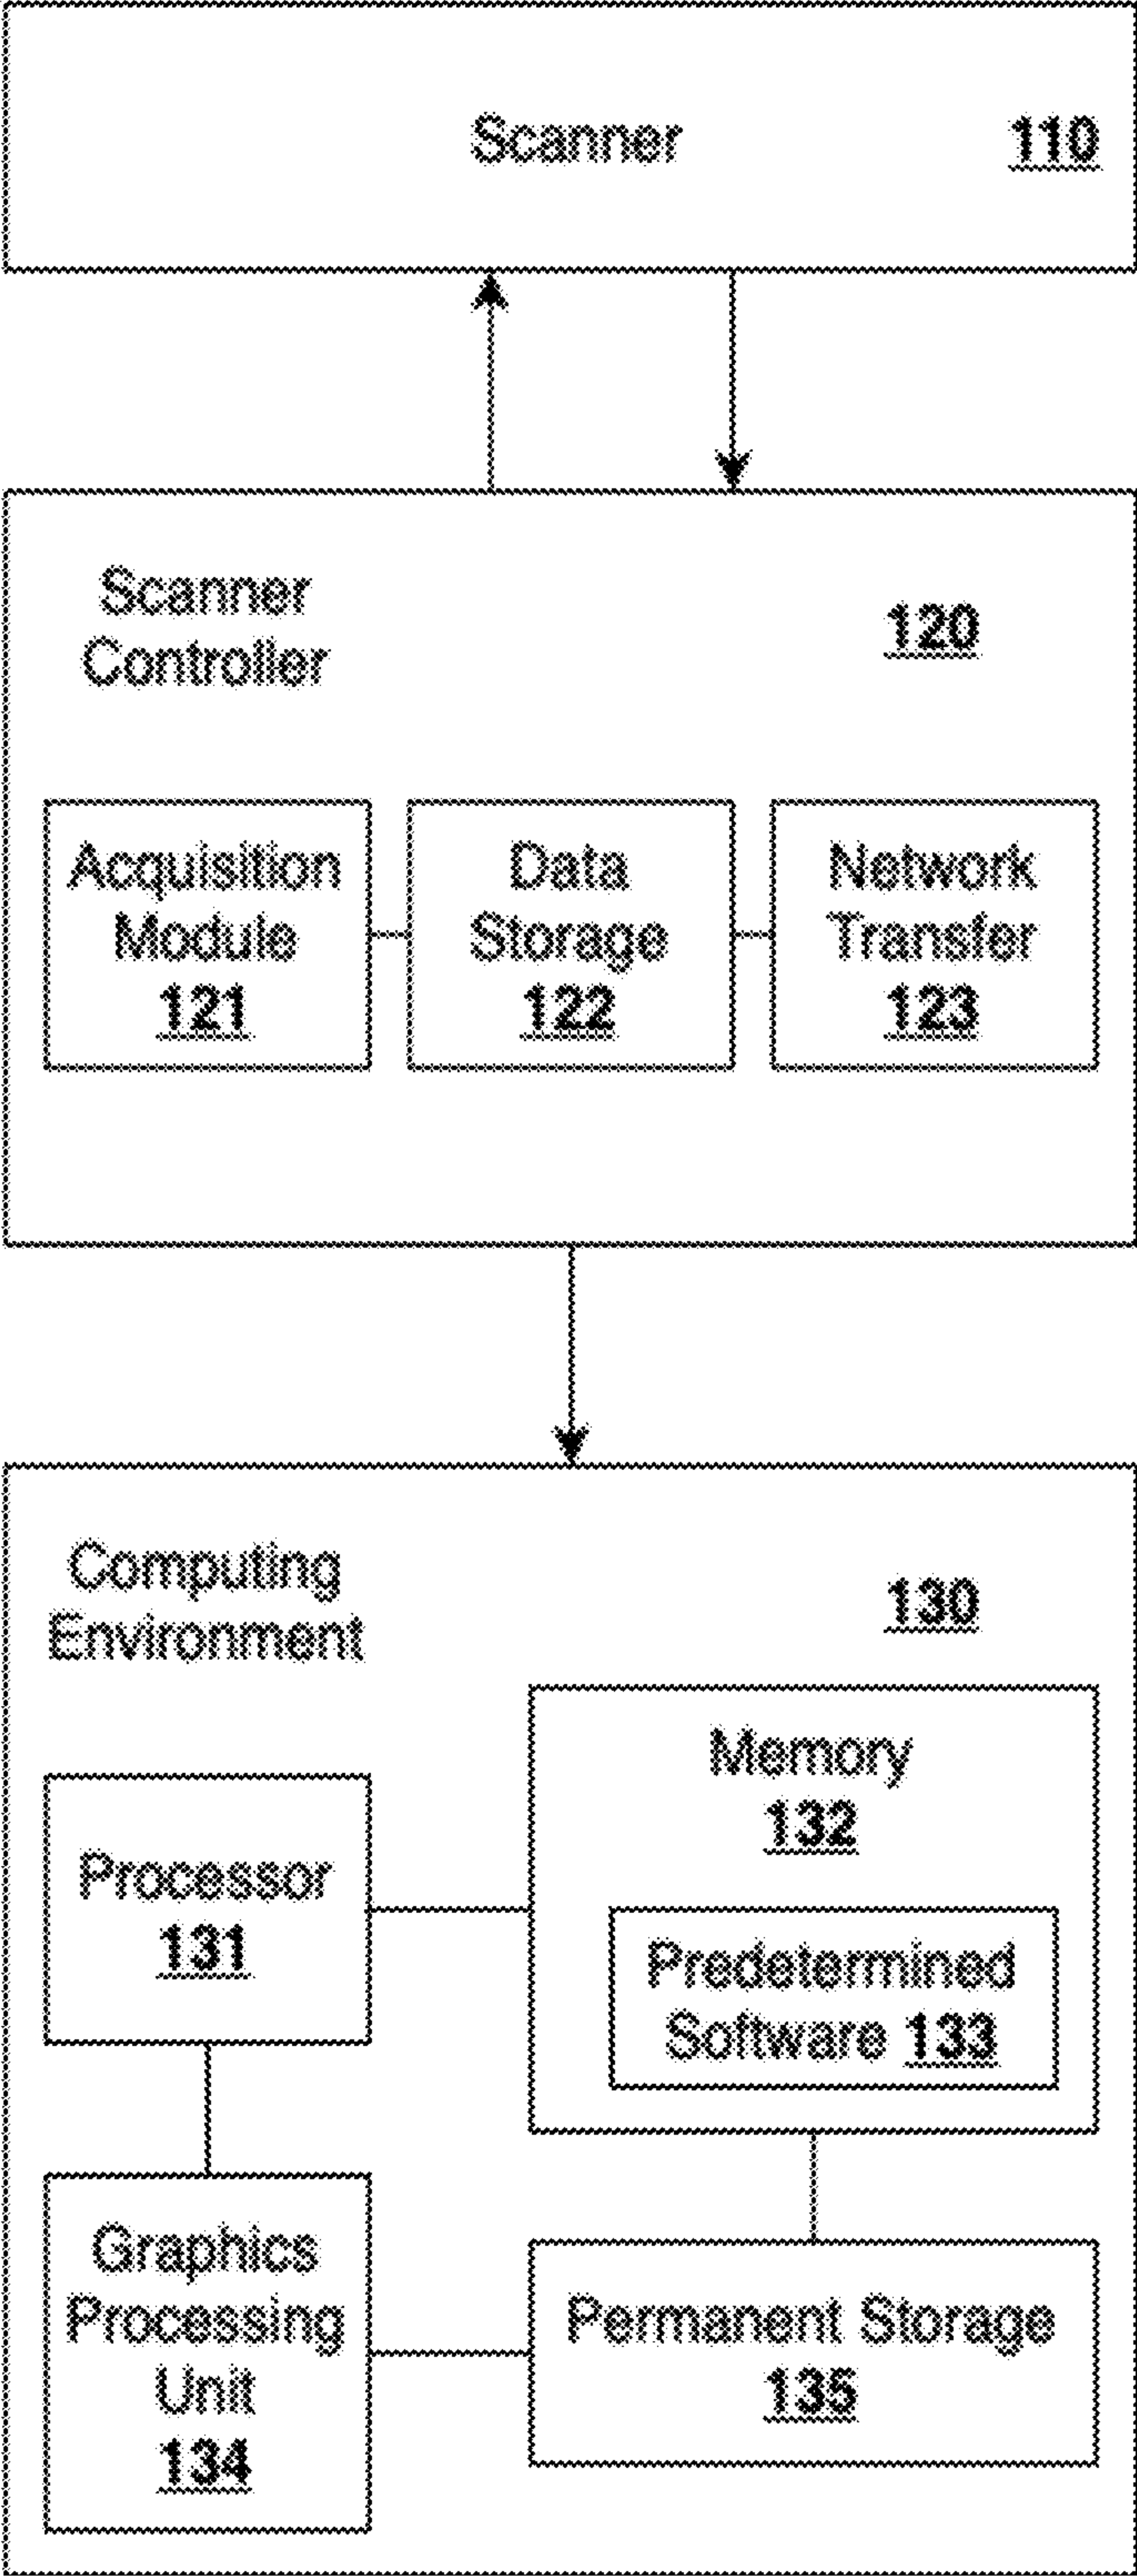 Scanner 110
Scanner
Controller
120
Acquisition
Module
121
Data
Storage
122
Network
Transfer
123
Computing
Environment
130
Processor
131
Memory
132
Predetermined
Software 133
Graphics
Processing
Unit
134
Permanent Storage
135